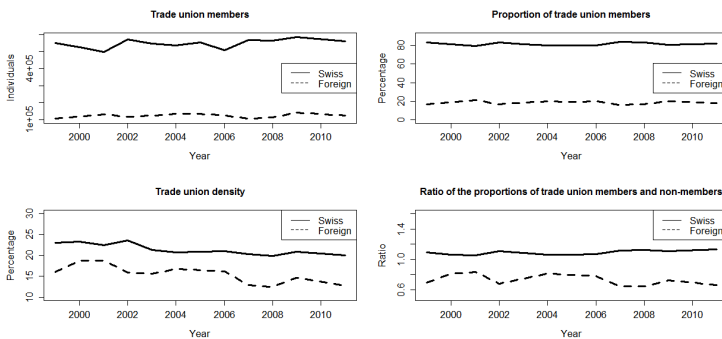 Trade union members
Individuals
1e+05
4e+05
Swiss
Foreign
2000 2002 2004 2006 2008 2010
Year
Proportion of trade union members
Percentage
0 20 40 60 80
Swiss
Foreign
2000 2002 2004 2006 2008 2010
Year
Trade union density
Percentage
10 15 20 25 30
Swiss
Foreign
2000 2002 2004 2006 2008 2010
Year
Ratio of the proportions of trade union members and non-members
Ratio
0.6 1.0 1.4
Swiss
Foreign
2000 2002 2004 2006 2008 2010
Year